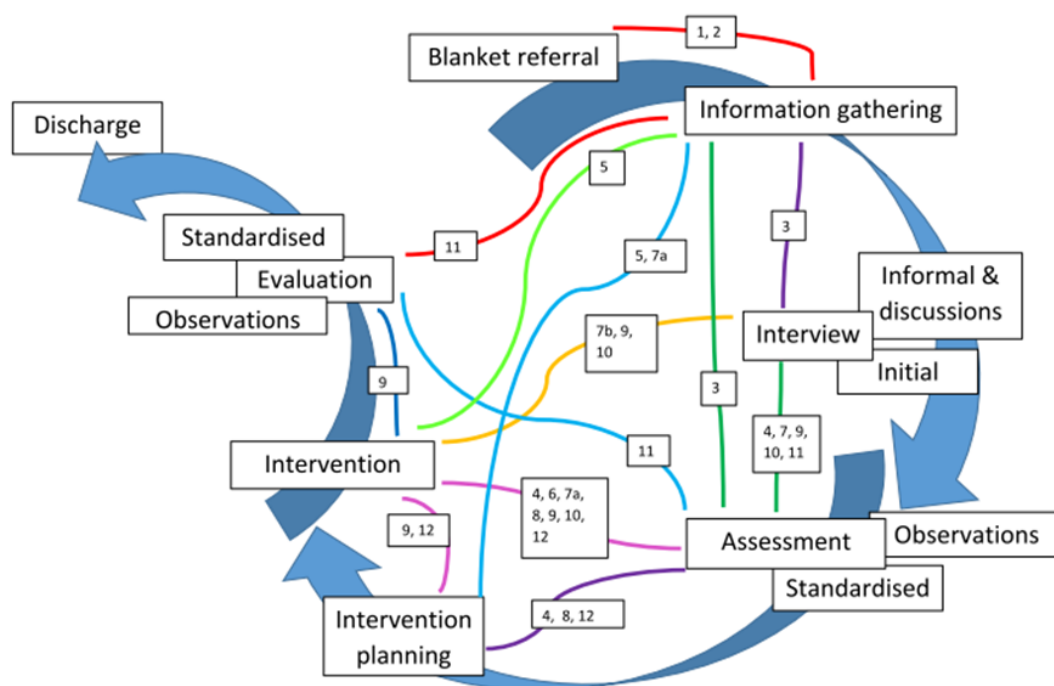 1, 2
Blanket referral
Information gathering
Discharge
5
3
Standardised
11
5, 7a
Evaluation
Informal &
discussions
Observations
7b, 9,
10
Interview
Initial
9
3
4, 7, 9,
10, 11
Intervention
11
4, 6, 7a,
8, 9, 10,
12
9, 12
Assessment
Observations
Standardised
Intervention
planning
4, 8, 12